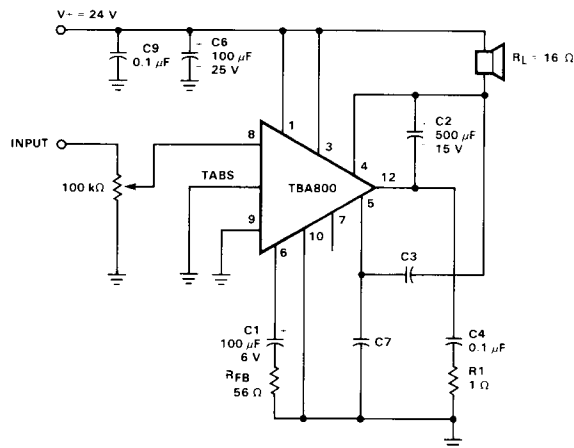 V+ = 24 V
C9
0.1 µF
C6
+
100 µF
25 V
RL = 16 Ω
INPUT
8
1
3
4
C2
500 µF
15 V
100 kΩ
TABS
TBA800
12
5
9
7
10
6
C3
C1
+
100 µF
6 V
C7
C4
0.1 µF
RFB
56 Ω
R1
1 Ω